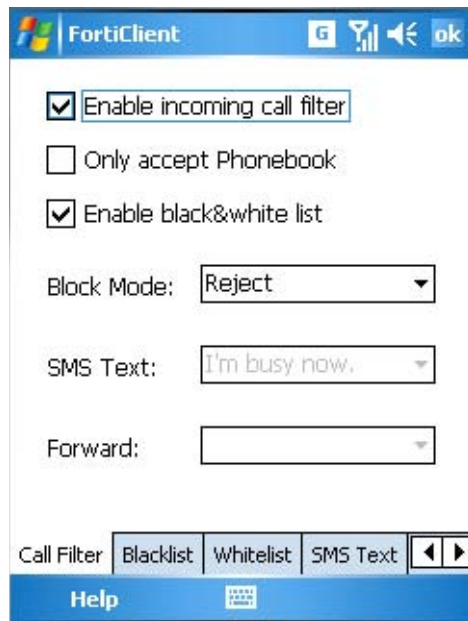 FortiClient G ok
Enable incoming call filter
Only accept Phonebook
Enable black&white list
Block Mode: Reject
SMS Text: I'm busy now.
Forward:
Call Filter Blacklist Whitelist SMS Text
Help